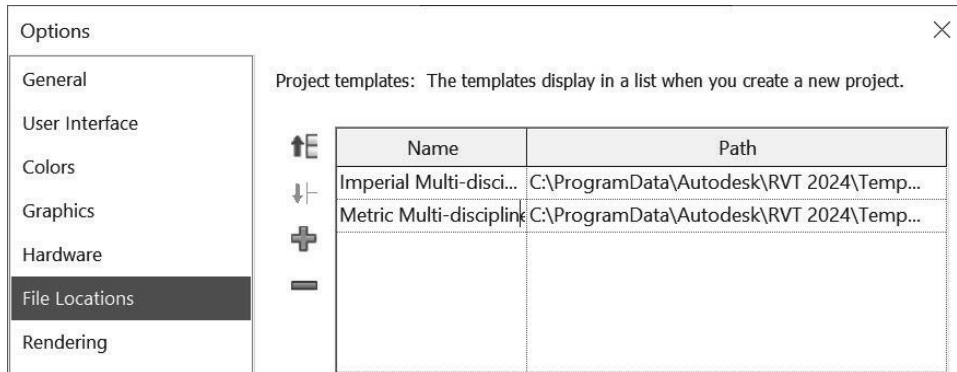 Options
General
User Interface
Colors
Graphics
Hardware
File Locations
Rendering
Project templates: The templates display in a list when you create a new project.
Name Path
Imperial Multi-disci... C:\ProgramData\Autodesk\RVT 2024\Temp...
Metric Multi-discipline C:\ProgramData\Autodesk\RVT 2024\Temp...